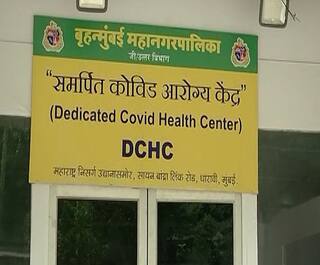 बृहन्मुंबई महानगरपालिका
जी/उत्तर विभाग
“समर्पित कोविड आरोग्य केंद्र”
(Dedicated Covid Health Center)
DCHC
महाराष्ट्र निसर्ग उद्यानासमोर, सायन बांद्रा लिंक रोड, धारावी, मुंबई.